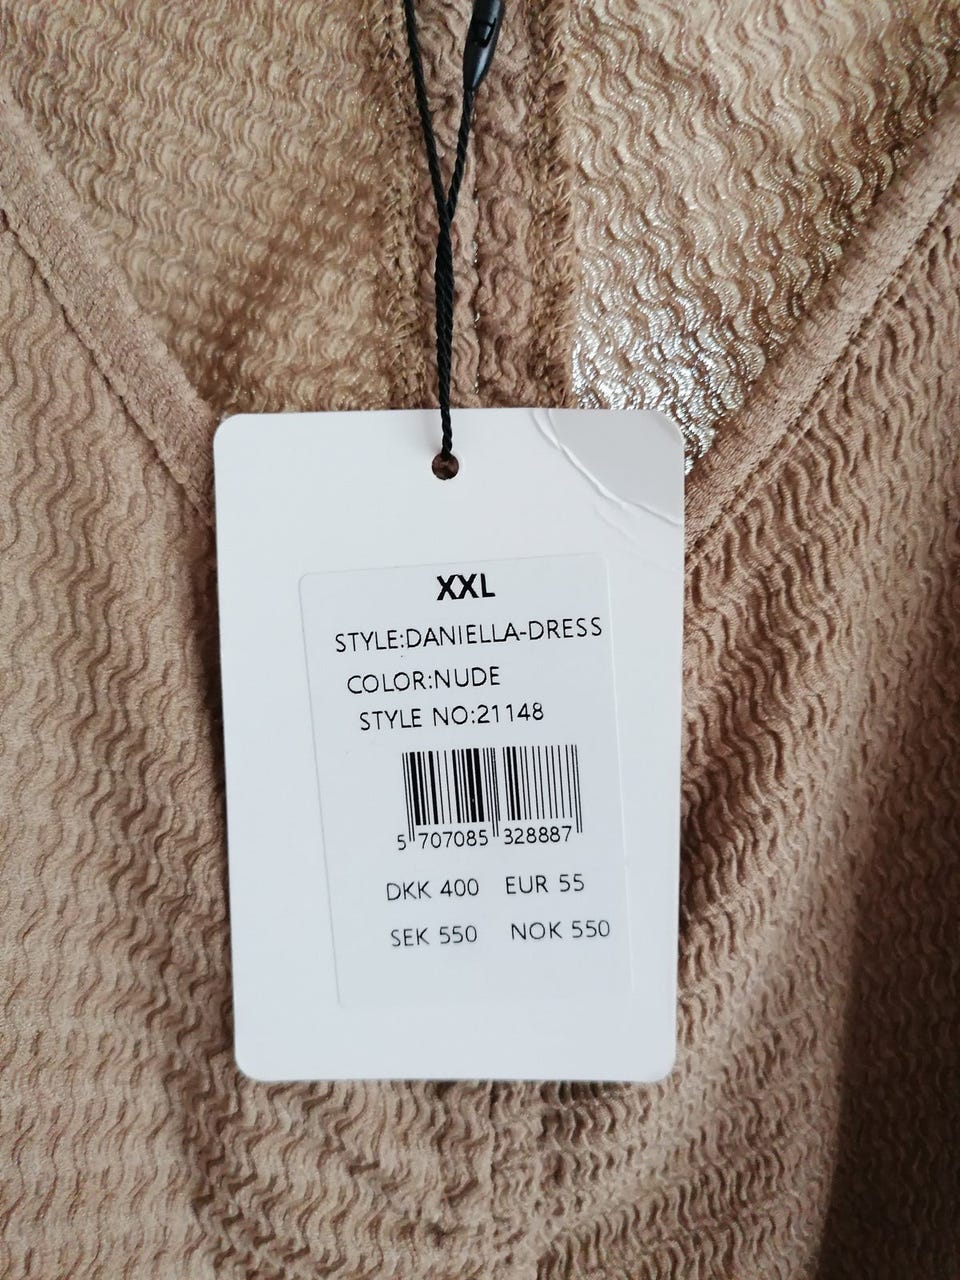 XXL
STYLE:DANIELLA-DRESS
COLOR:NUDE
STYLE NO:21148
5 707085 328887
DKK 400 EUR 55
SEK 550 NOK 550